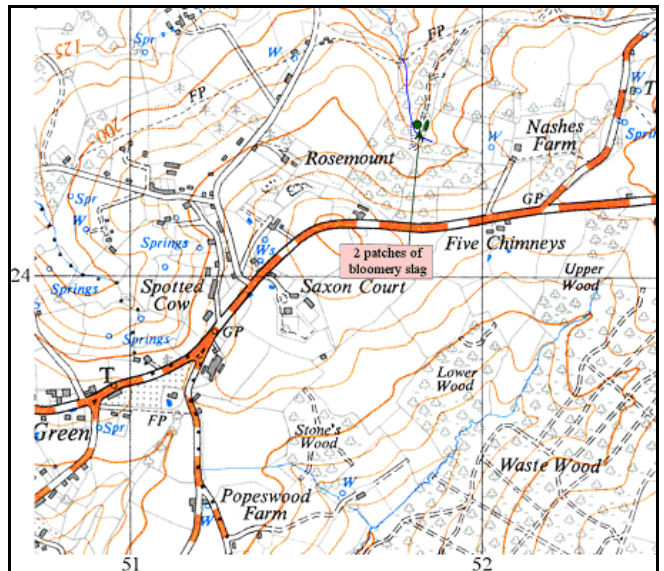 Spr
125
FP
W
FP
W
T
200
Rosemount
W
Nashes
Farm
Spring
Spr
W
GP
Springs
Ws
Five Chimneys
2 patches of
bloomery slag
24
Upper
Wood
Springs
Spotted
Cow
Saxon Court
Springs
GP
Lower
Wood
T
FP
Green
Spr
Stone's
Wood
Waste Wood
Popeswood
Farm
W
W
51
52